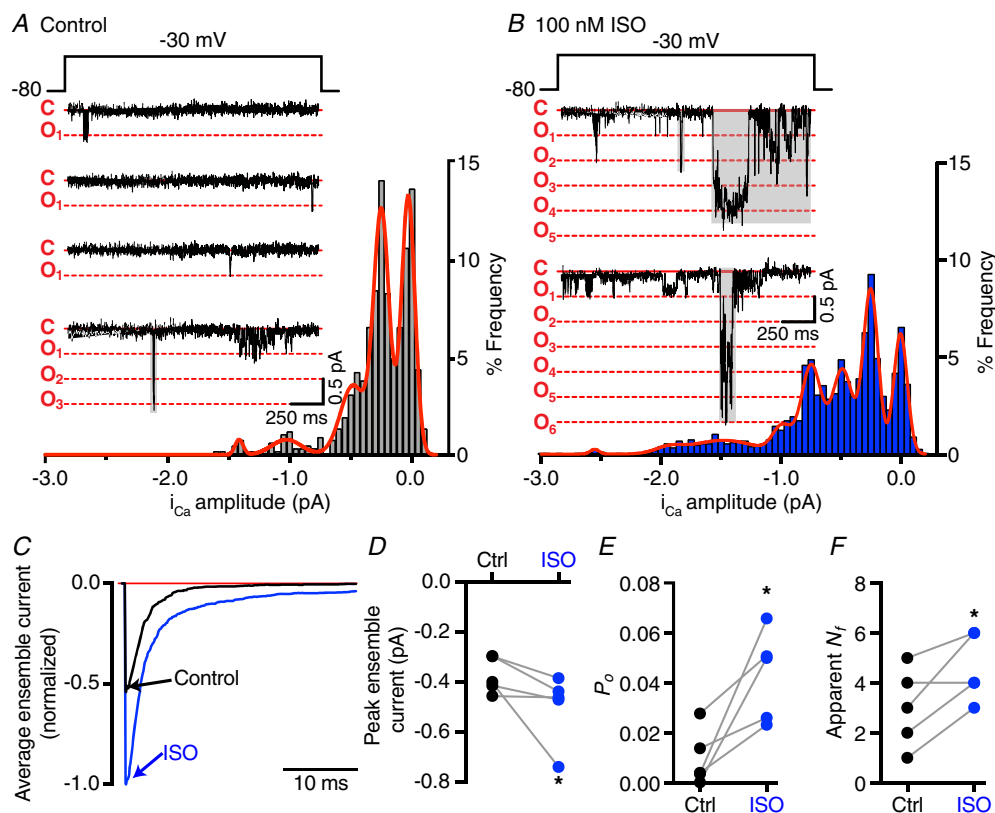 A Control
-30 mV
-80
C
O1
C
O1
C
O1
C
O1
O2
O3
0.5 pA
250 ms
15
10
5
0
% Frequency
-3.0 -2.0 -1.0 0.0
iCa amplitude (pA)
B 100 nM ISO
-30 mV
-80
C
O1
O2
O3
O4
O5
C
O1
O2
O3
O4
O5
O6
0.5 pA
250 ms
15
10
5
0
% Frequency
-3.0 -2.0 -1.0 0.0
iCa amplitude (pA)
C
0.0
-0.5
-1.0
Average ensemble current
(normalized)
Control
ISO
10 ms
D
Ctrl ISO
0.0
-0.2
-0.4
-0.6
-0.8
Peak ensemble
current (pA)
*
E
0.08
0.06
0.04
0.02
0.00
Po
*
Ctrl ISO
F
8
6
4
2
0
Apparent Nf
*
Ctrl ISO